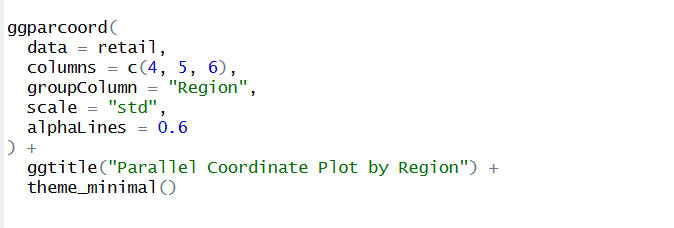 ggparcoord(
  data = retail,
  columns = c(4, 5, 6),
  groupColumn = "Region",
  scale = "std",
  alphaLines = 0.6
) +
  ggtitle("Parallel Coordinate Plot by Region") +
  theme_minimal()